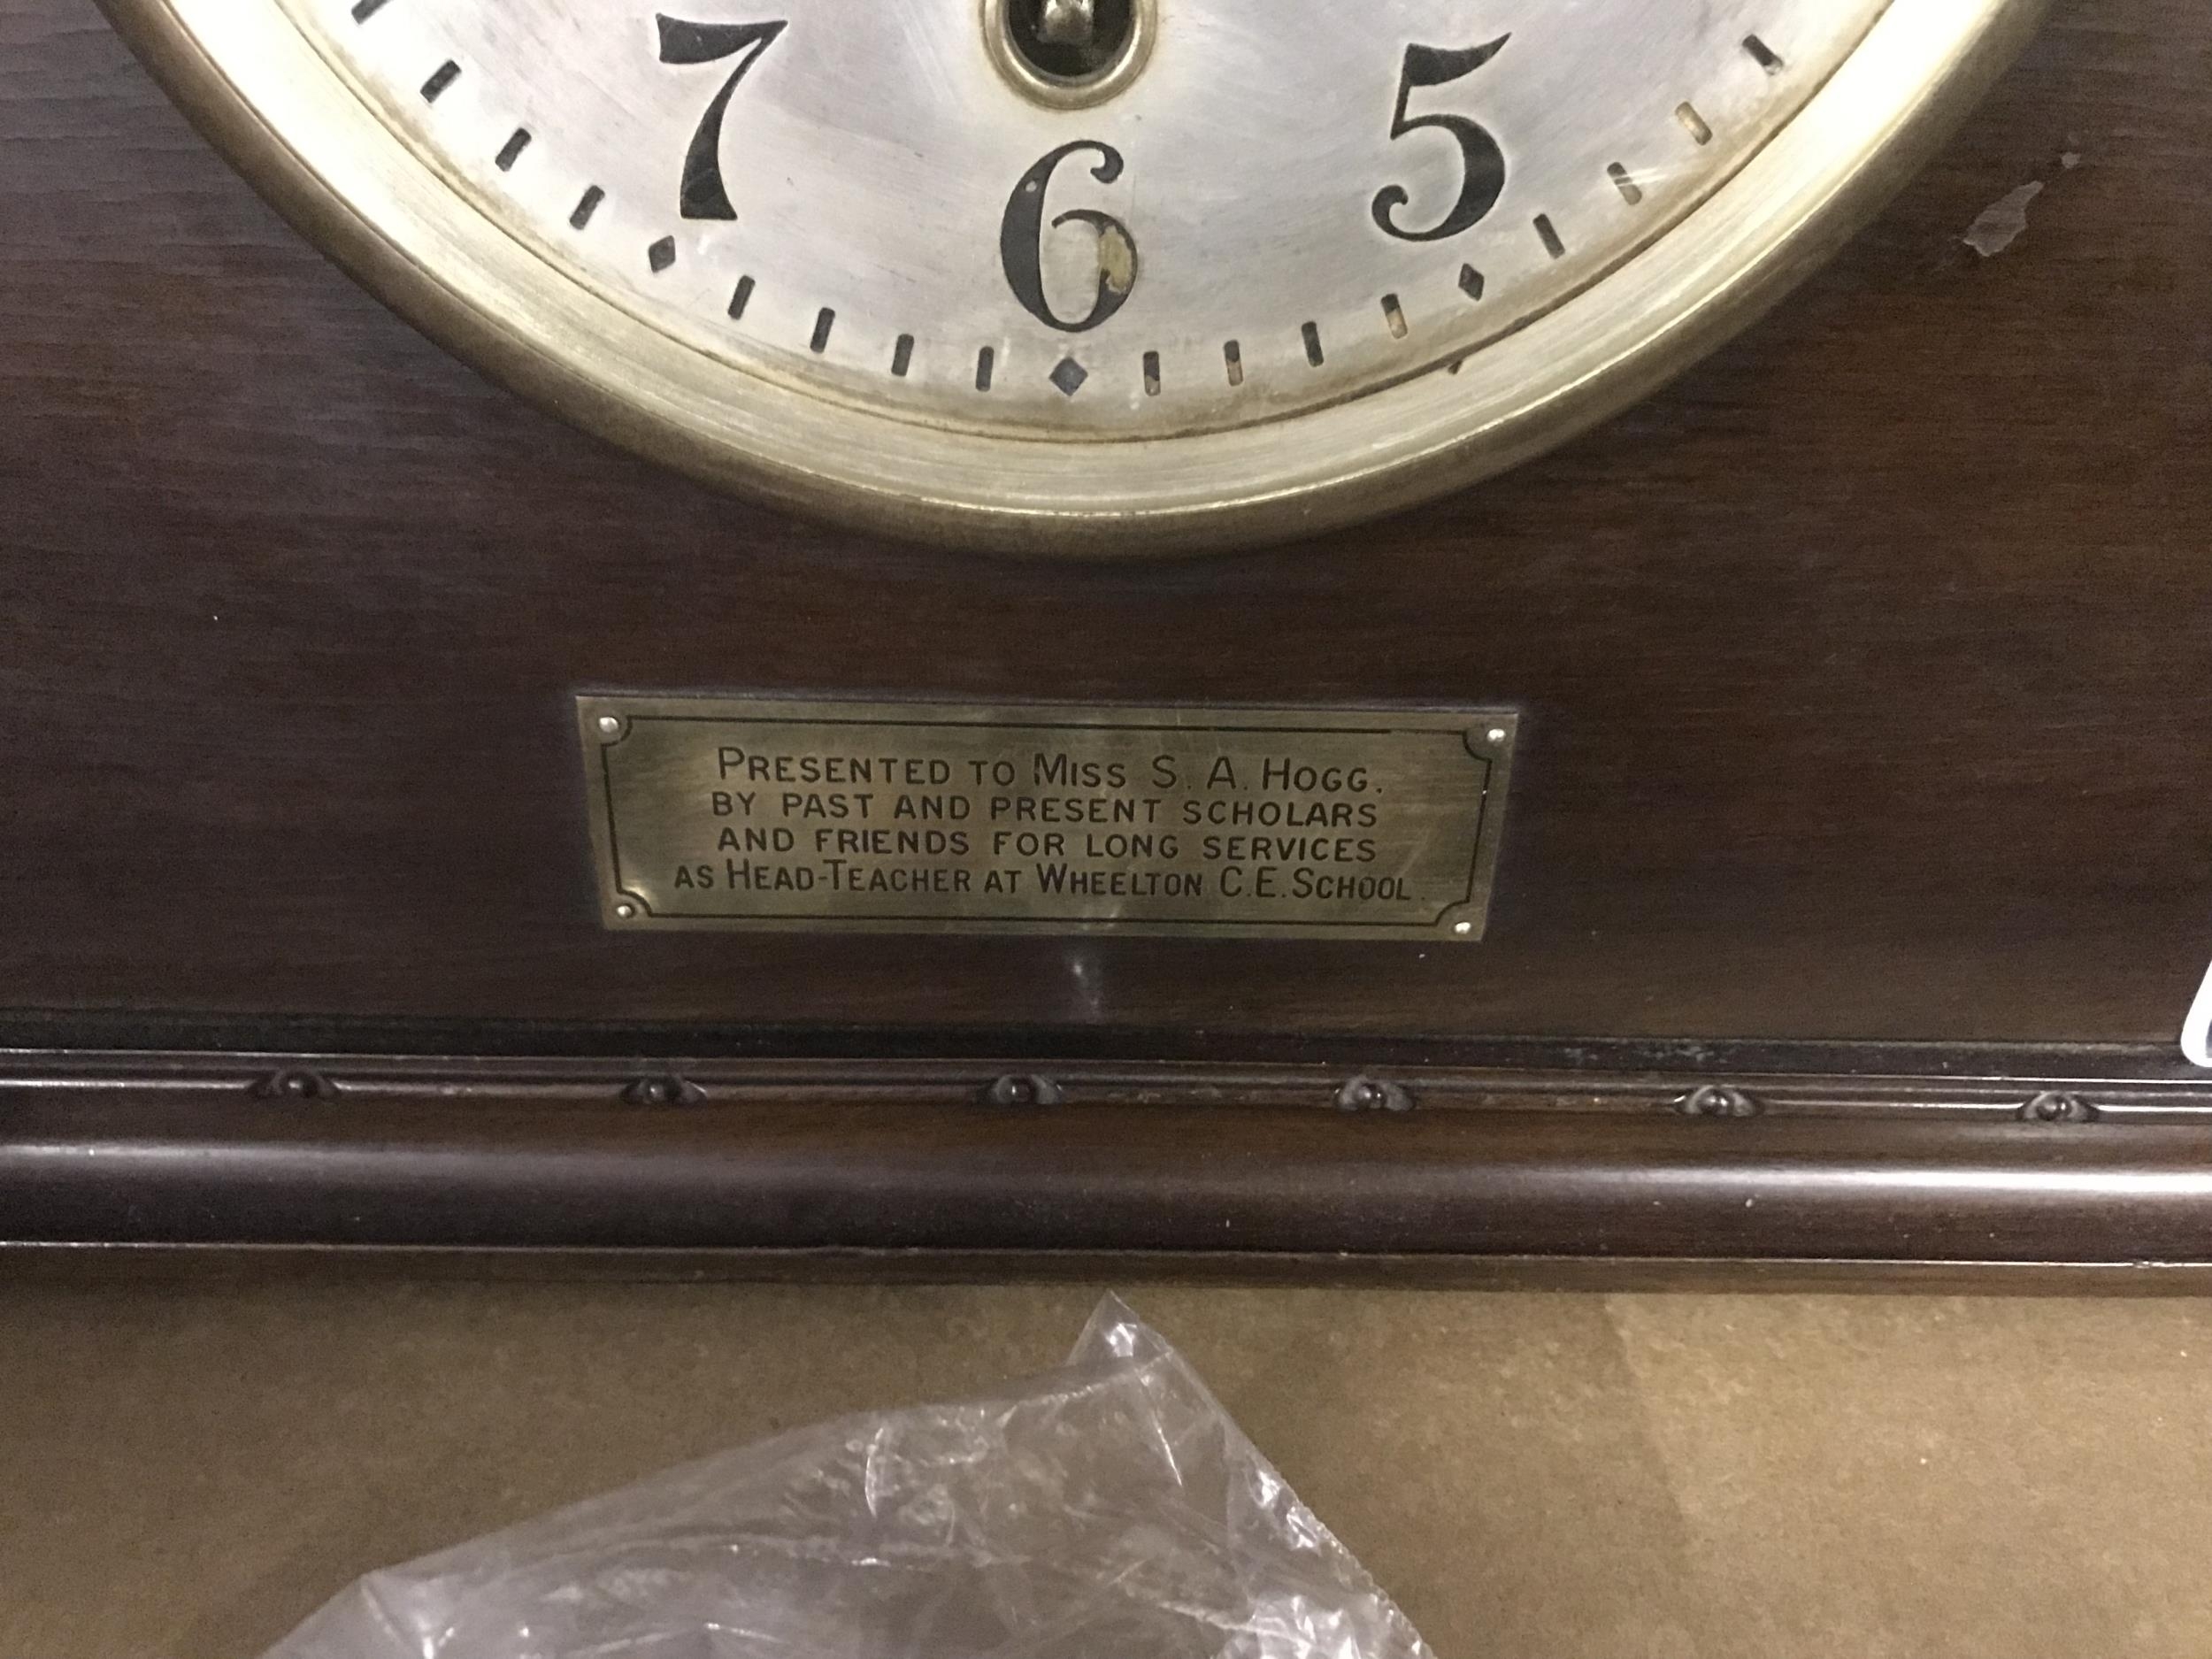 7 5
6
PRESENTED TO MISS S. A. HOGG.
BY PAST AND PRESENT SCHOLARS
AND FRIENDS FOR LONG SERVICES
AS HEAD-TEACHER AT WHEELTON C.E. SCHOOL.